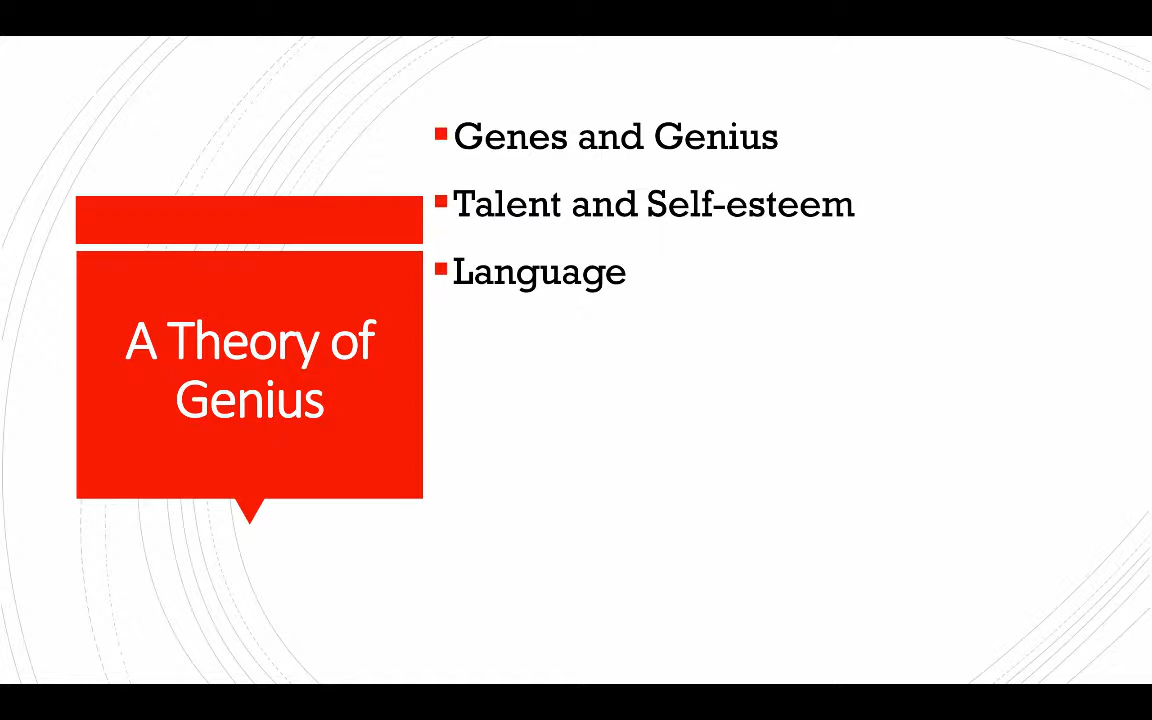 A Theory of
Genius
Genes and Genius
Talent and Self-esteem
Language